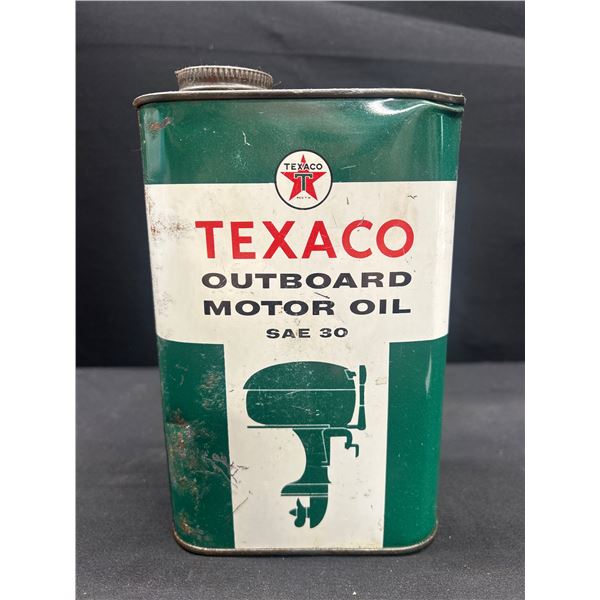 TEXACO
T
TEXACO
OUTBOARD
MOTOR OIL
SAE 30